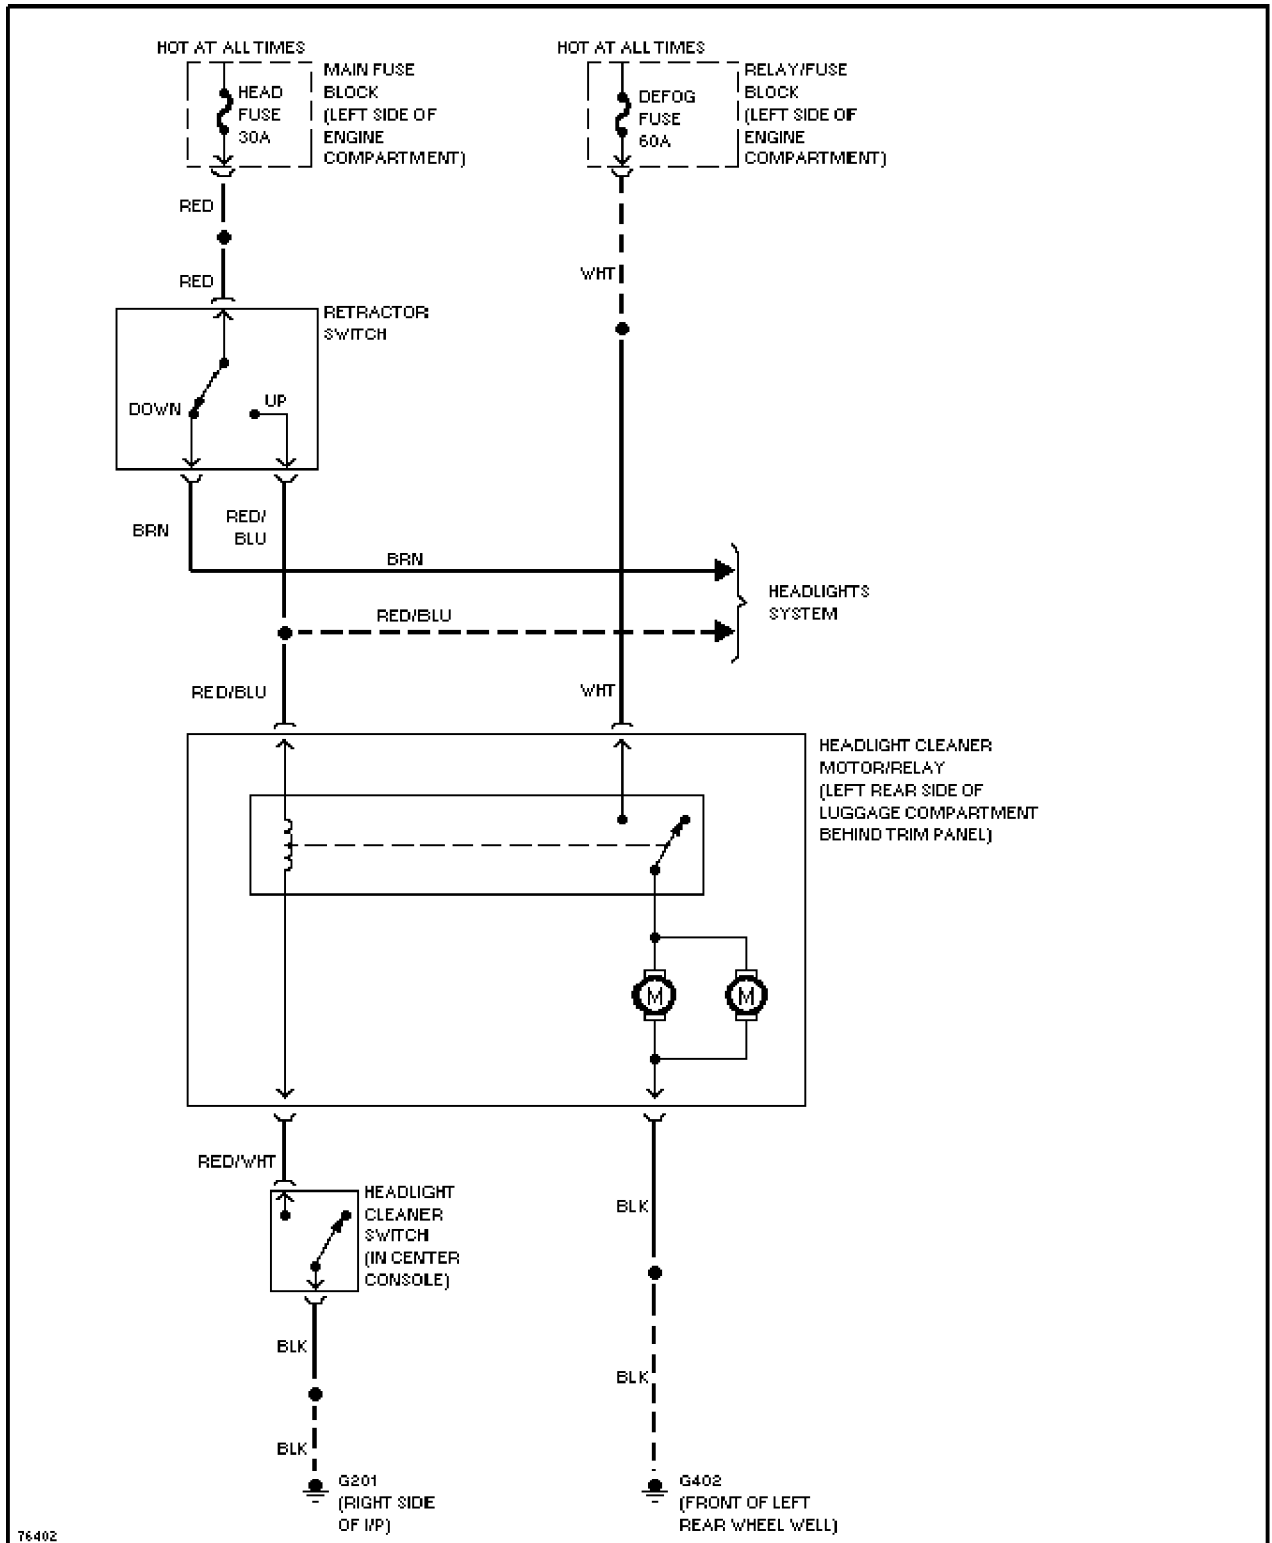 HOT AT ALL TIMES
HOT AT ALL TIMES
HEAD
FUSE
30A
MAIN FUSE
BLOCK
(LEFT SIDE OF
ENGINE
COMPARTMENT)
DEFOG
FUSE
60A
RELAY/FUSE
BLOCK
(LEFT SIDE OF
ENGINE
COMPARTMENT)
RED
RED
WHT
RETRACTOR
SWITCH
DOWN
UP
BRN
RED/
BLU
BRN
RED/BLU
HEADLIGHTS
SYSTEM
RED/BLU
WHT
HEADLIGHT CLEANER
MOTOR/RELAY
(LEFT REAR SIDE OF
LUGGAGE COMPARTMENT
BEHIND TRIM PANEL)
M
M
RED/WHT
HEADLIGHT
CLEANER
SWITCH
(IN CENTER
CONSOLE)
BLK
BLK
BLK
BLK
G201
(RIGHT SIDE
OF I/P)
G402
(FRONT OF LEFT
REAR WHEEL WELL)
76402